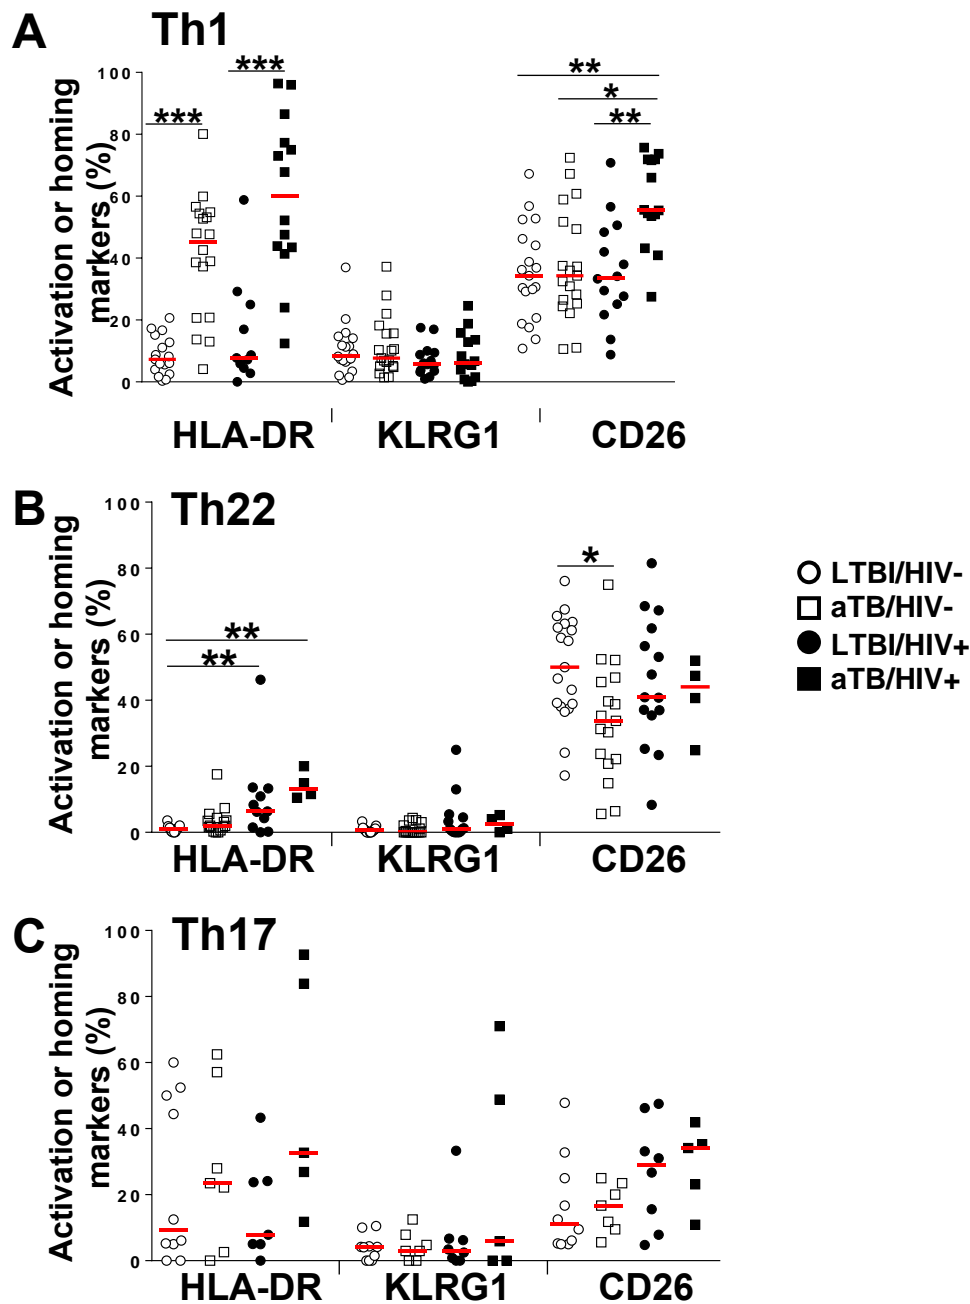 A Th1
Activation or homing
markers (%)
100
80
60
40
20
0
***
***
**
*
**
HLA-DR KLRG1 CD26
B Th22
Activation or homing
markers (%)
100
80
60
40
20
0
**
**
*
HLA-DR KLRG1 CD26
LTBI/HIV-
aTB/HIV-
LTBI/HIV+
aTB/HIV+
C Th17
Activation or homing
markers (%)
100
80
60
40
20
0
HLA-DR KLRG1 CD26